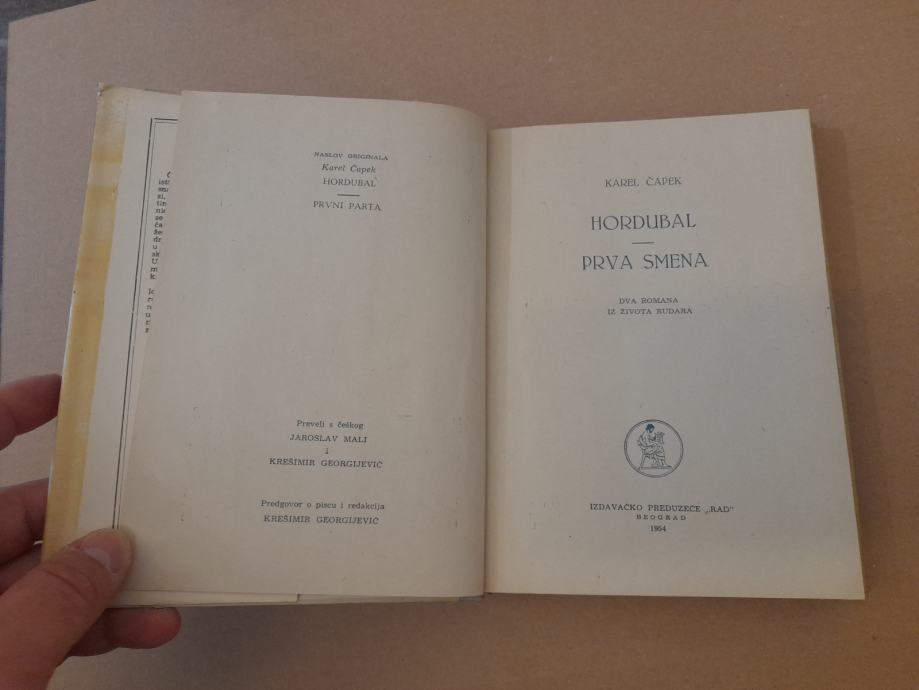 NASLOV ORIGINALA
Karel Čapek
HORDUBAL
PRVNI PARTA
Preveli s češkog
JAROSLAV MALI
i
KREŠIMIR GEORGIJEVIĆ
Predgovor o piscu i redakcija
KREŠIMIR GEORGIJEVIĆ
KAREL ČAPEK
HORDUBAL
PRVA SMENA
DVA ROMANA
IZ ŽIVOTA RUDARA
IZDAVAČKO PREDUZEĆE „RAD"
BEOGRAD
1954